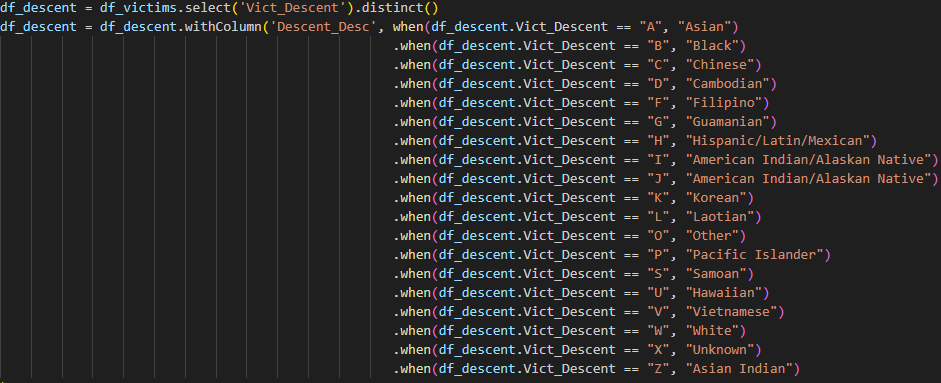 df_descent = df_victims.select('Vict_Descent').distinct()
df_descent = df_descent.withColumn('Descent_Desc', when(df_descent.Vict_Descent == "A", "Asian")
.when(df_descent.Vict_Descent == "B", "Black")
.when(df_descent.Vict_Descent == "C", "Chinese")
.when(df_descent.Vict_Descent == "D", "Cambodian")
.when(df_descent.Vict_Descent == "F", "Filipino")
.when(df_descent.Vict_Descent == "G", "Guamanian")
.when(df_descent.Vict_Descent == "H", "Hispanic/Latin/Mexican")
.when(df_descent.Vict_Descent == "I", "American Indian/Alaskan Native")
.when(df_descent.Vict_Descent == "J", "American Indian/Alaskan Native")
.when(df_descent.Vict_Descent == "K", "Korean")
.when(df_descent.Vict_Descent == "L", "Laotian")
.when(df_descent.Vict_Descent == "O", "Other")
.when(df_descent.Vict_Descent == "P", "Pacific Islander")
.when(df_descent.Vict_Descent == "S", "Samoan")
.when(df_descent.Vict_Descent == "U", "Hawaiian")
.when(df_descent.Vict_Descent == "V", "Vietnamese")
.when(df_descent.Vict_Descent == "W", "White")
.when(df_descent.Vict_Descent == "X", "Unknown")
.when(df_descent.Vict_Descent == "Z", "Asian Indian")